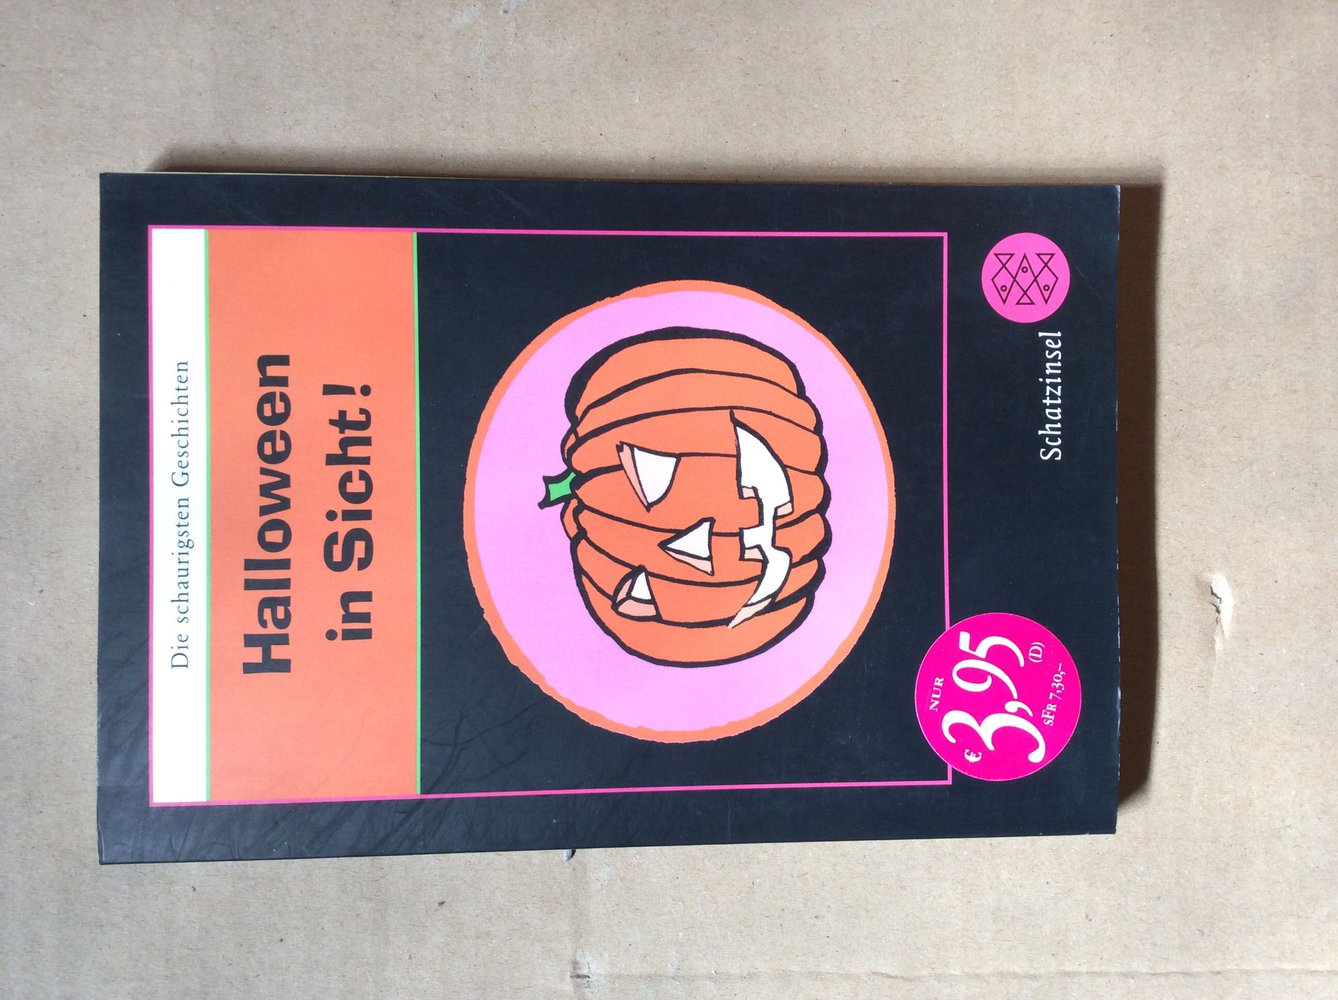 Die schaurigsten Geschichten
Halloween
in Sicht!
NUR
€ 3,95
(D)
SFR 7,30,–
Schatzinsel